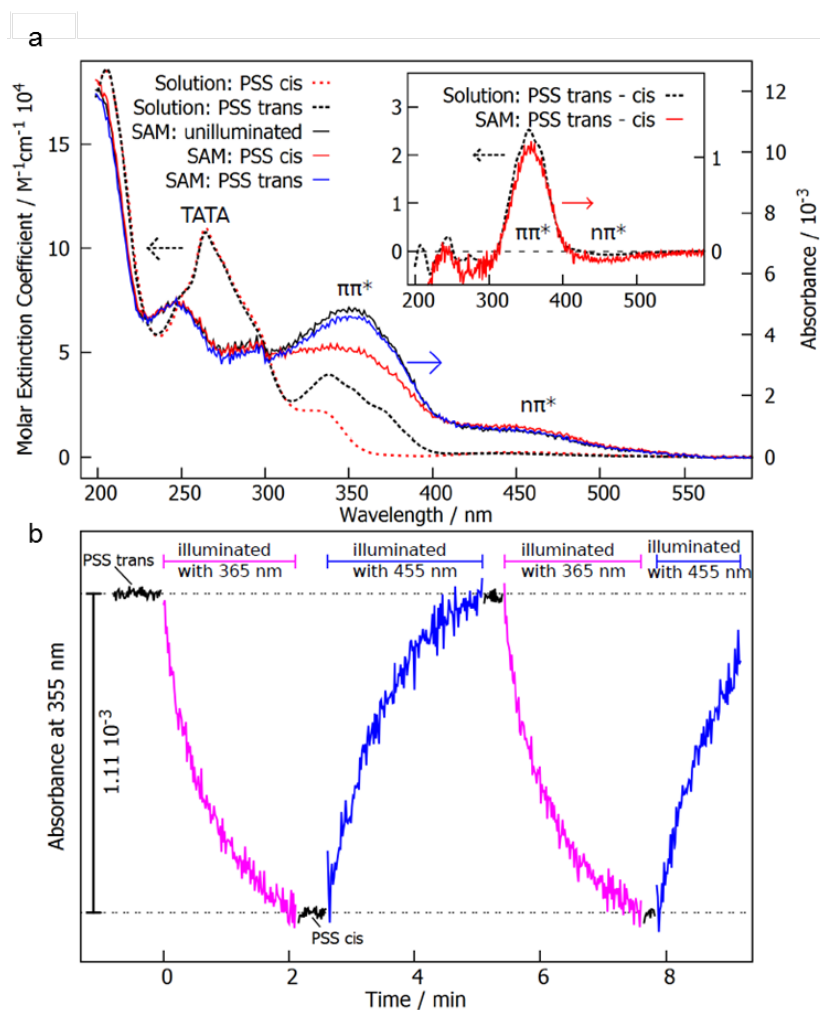 a
Solution: PSS cis
Solution: PSS trans
SAM: unilluminated
SAM: PSS cis
SAM: PSS trans
TATA
ππ*
nπ*
Solution: PSS trans - cis
SAM: PSS trans - cis
3
2
1
0
1
0
ππ*
nπ*
200 300 400 500
Molar Extinction Coefficient / M⁻¹cm⁻¹ 10⁴
15
10
5
0
Absorbance / 10⁻³
12
10
8
6
4
2
0
200 250 300 350 400 450 500 550
Wavelength / nm
b
PSS trans
illuminated
with 365 nm
illuminated
with 455 nm
illuminated
with 365 nm
illuminated
with 455 nm
Absorbance at 355 nm
1.11 10⁻³
PSS cis
0 2 4 6 8
Time / min